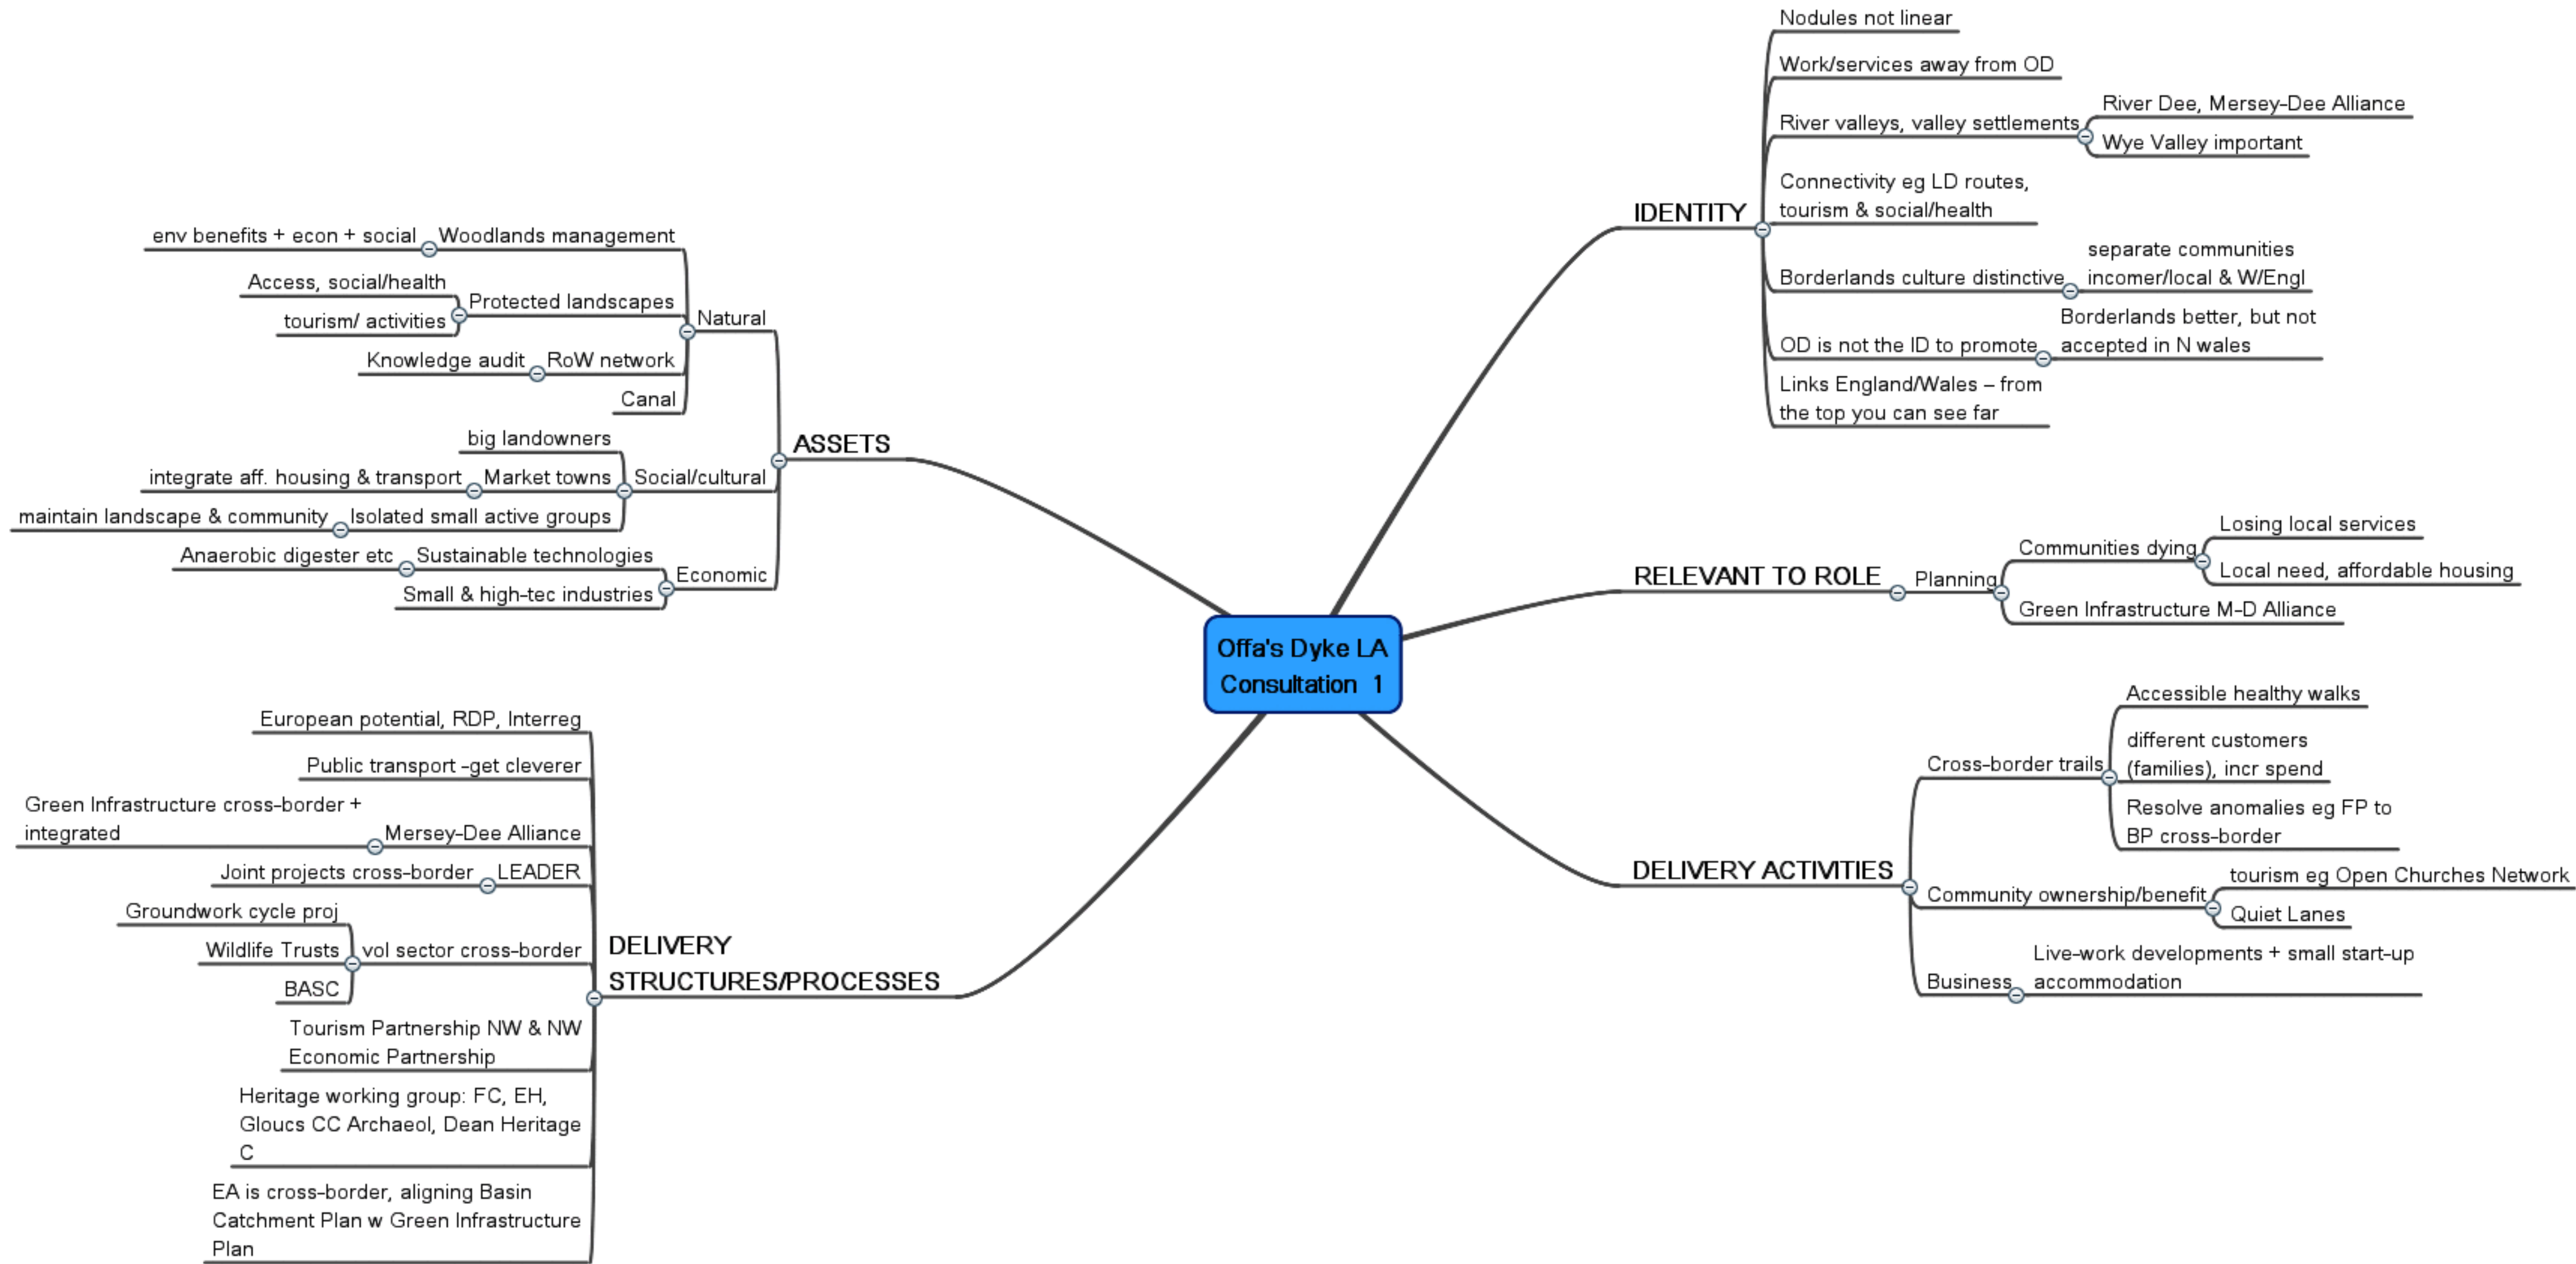 Offa's Dyke LA
Consultation 1
IDENTITY
Nodules not linear
Work/services away from OD
River valleys, valley settlements
River Dee, Mersey-Dee Alliance
Wye Valley important
Connectivity eg LD routes,
tourism & social/health
Borderlands culture distinctive
separate communities
incomer/local & W/Engl
OD is not the ID to promote
Borderlands better, but not
accepted in N wales
Links England/Wales – from
the top you can see far
RELEVANT TO ROLE
Planning
Communities dying
Losing local services
Local need, affordable housing
Green Infrastructure M-D Alliance
DELIVERY ACTIVITIES
Cross-border trails
Accessible healthy walks
different customers
(families), incr spend
Resolve anomalies eg FP to
BP cross-border
Community ownership/benefit
tourism eg Open Churches Network
Quiet Lanes
Business
Live-work developments + small start-up
accommodation
ASSETS
Natural
Woodlands management
env benefits + econ + social
Protected landscapes
Access, social/health
tourism/ activities
RoW network
Knowledge audit
Canal
Social/cultural
big landowners
Market towns
integrate aff. housing & transport
Isolated small active groups
maintain landscape & community
Economic
Sustainable technologies
Anaerobic digester etc
Small & high-tec industries
DELIVERY
STRUCTURES/PROCESSES
European potential, RDP, Interreg
Public transport -get cleverer
Mersey-Dee Alliance
Green Infrastructure cross-border +
integrated
LEADER
Joint projects cross-border
vol sector cross-border
Groundwork cycle proj
Wildlife Trusts
BASC
Tourism Partnership NW & NW
Economic Partnership
Heritage working group: FC, EH,
Gloucs CC Archaeol, Dean Heritage
C
EA is cross-border, aligning Basin
Catchment Plan w Green Infrastructure
Plan